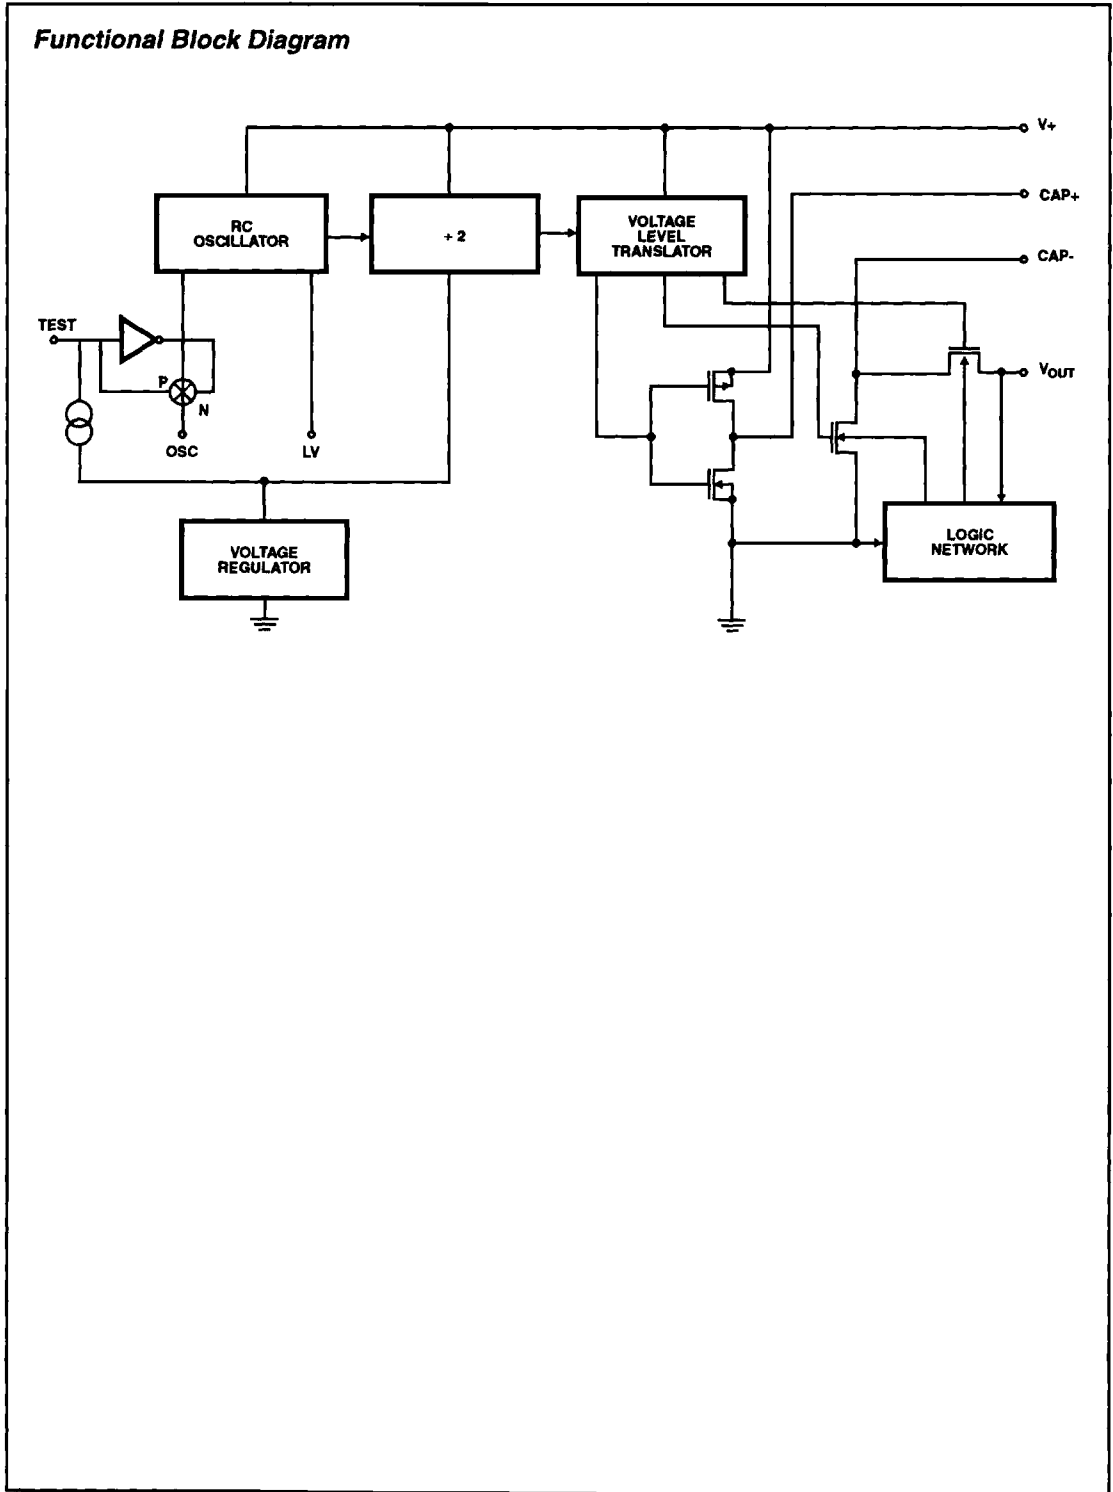 Functional Block Diagram
V+
CAP+
CAP-
RC
OSCILLATOR
÷ 2
VOLTAGE
LEVEL
TRANSLATOR
TEST
P
N
OSC
LV
VOUT
VOLTAGE
REGULATOR
LOGIC
NETWORK